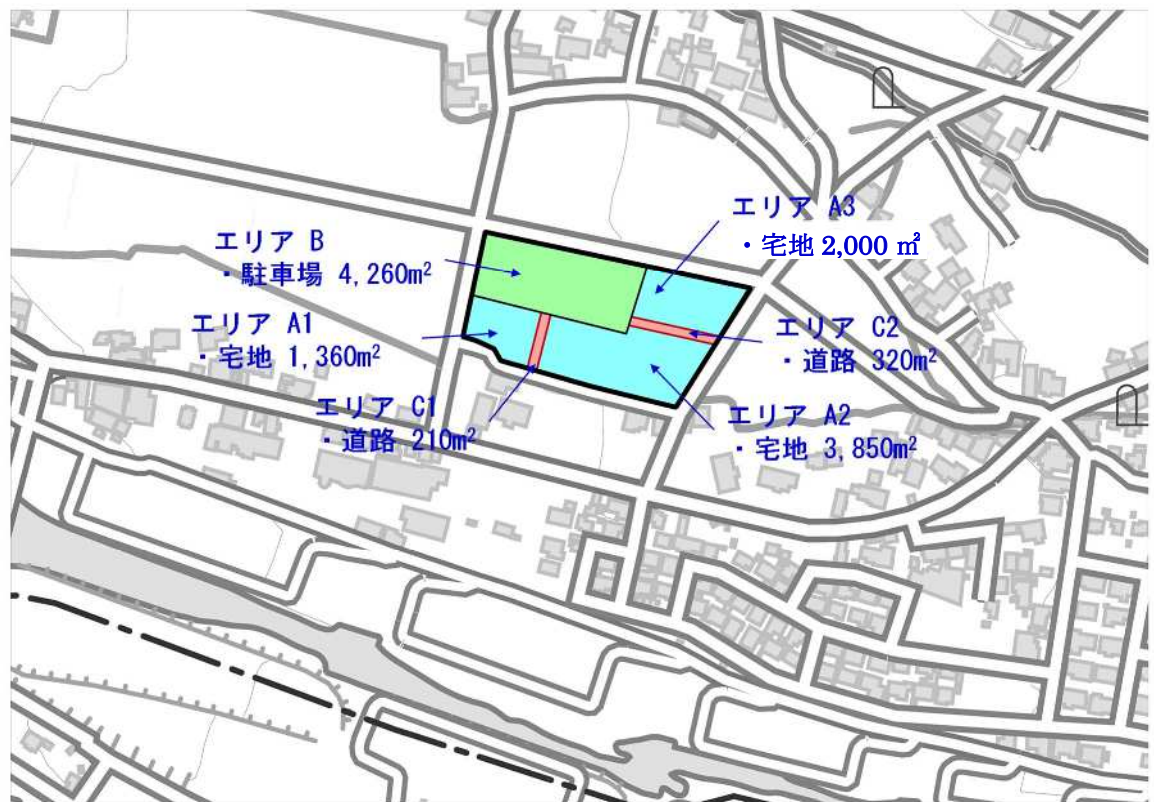 エリア A3
・宅地 2,000 ㎡
エリア B
・駐車場 4,260m²
エリア A1
・宅地 1,360m²
エリア C2
・道路 320m²
エリア C1
・道路 210m²
エリア A2
・宅地 3,850m²